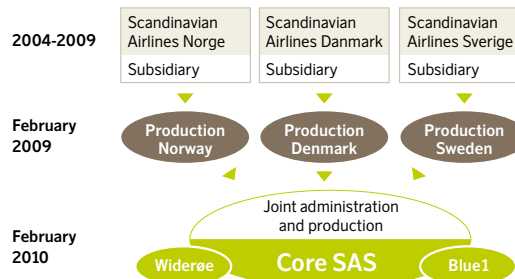 2004-2009
Scandinavian
Airlines Norge
Subsidiary
Scandinavian
Airlines Danmark
Subsidiary
Scandinavian
Airlines Sverige
Subsidiary
February
2009
Production
Norway
Production
Denmark
Production
Sweden
February
2010
Joint administration
and production
Widerøe
Core SAS
Blue1